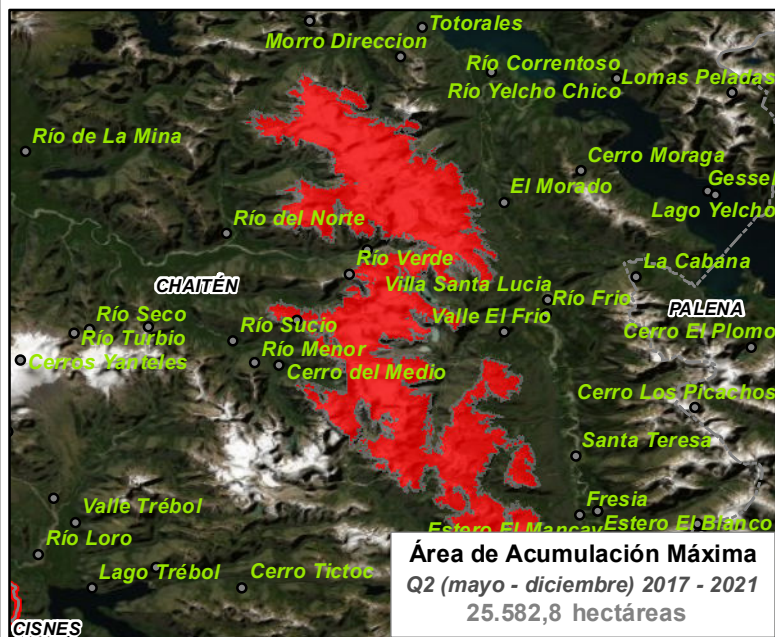 Totorales
Morro Direccion
Río Correntoso
Lomas Peladas
Río Yelcho Chico
Río de La Mina
Cerro Moraga
Gessel
El Morado
Lago Yelcho
Río del Norte
Río Verde
La Cabana
CHAITÉN
Villa Santa Lucia
Río Frio
PALENA
Río Seco
Río Sucio
Valle El Frio
Cerro El Plomo
Río Turbio
Río Menor
Cerros Yanteles
Cerro del Medio
Cerro Los Picachos
Santa Teresa
Valle Trébol
Fresia
Estero El Mancay
Estero El Blanco
Río Loro
Lago Trébol
Cerro Tictoc
CISNES
Área de Acumulación Máxima
Q2 (mayo - diciembre) 2017 - 2021
25.582,8 hectáreas